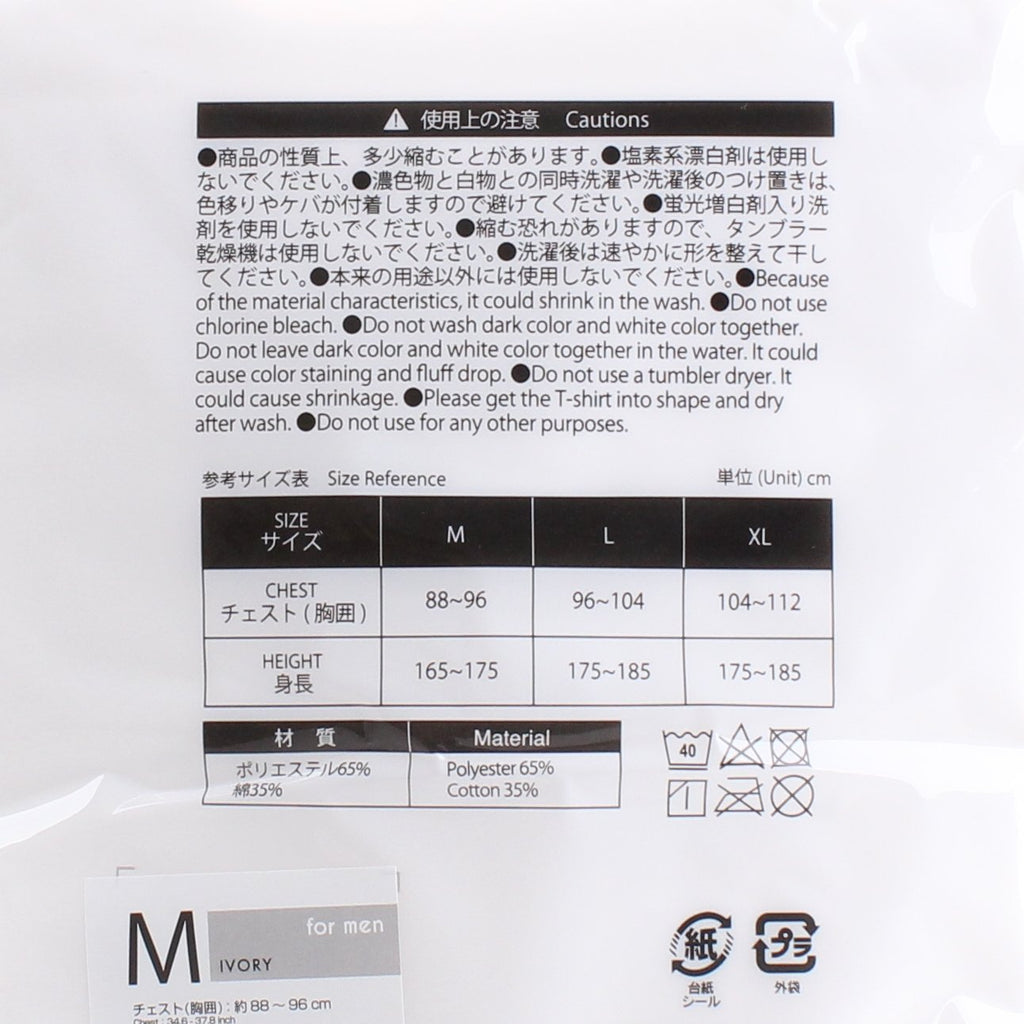 使用上の注意 Cautions
●商品の性質上、多少縮むことがあります。●塩素系漂白剤は使用し
ないでください。●濃色物と白物との同時洗濯や洗濯後のつけ置きは、
色移りやケバが付着しますので避けてください。●蛍光増白剤入り洗
剤を使用しないでください。●縮む恐れがありますので、タンブラー
乾燥機は使用しないでください。●洗濯後は速やかに形を整えて干し
てください。●本来の用途以外には使用しないでください。●Because
of the material characteristics, it could shrink in the wash. ●Do not use
chlorine bleach. ●Do not wash dark color and white color together.
Do not leave dark color and white color together in the water. It could
cause color staining and fluff drop. ●Do not use a tumbler dryer. It
could cause shrinkage. ●Please get the T-shirt into shape and dry
after wash. ●Do not use for any other purposes.
参考サイズ表 Size Reference 単位 (Unit) cm
SIZE
サイズ M L XL
CHEST
チェスト ( 胸囲 ) 88~96 96~104 104~112
HEIGHT
身長 165~175 175~185 175~185
材 質 Material
ポリエステル65% Polyester 65%
綿35% Cotton 35%
40
M for men
IVORY
チェスト(胸囲) : 約 88 ～ 96 cm
Chest : 34.6 - 37.8 inch
紙 プラ
台紙 外袋
シール